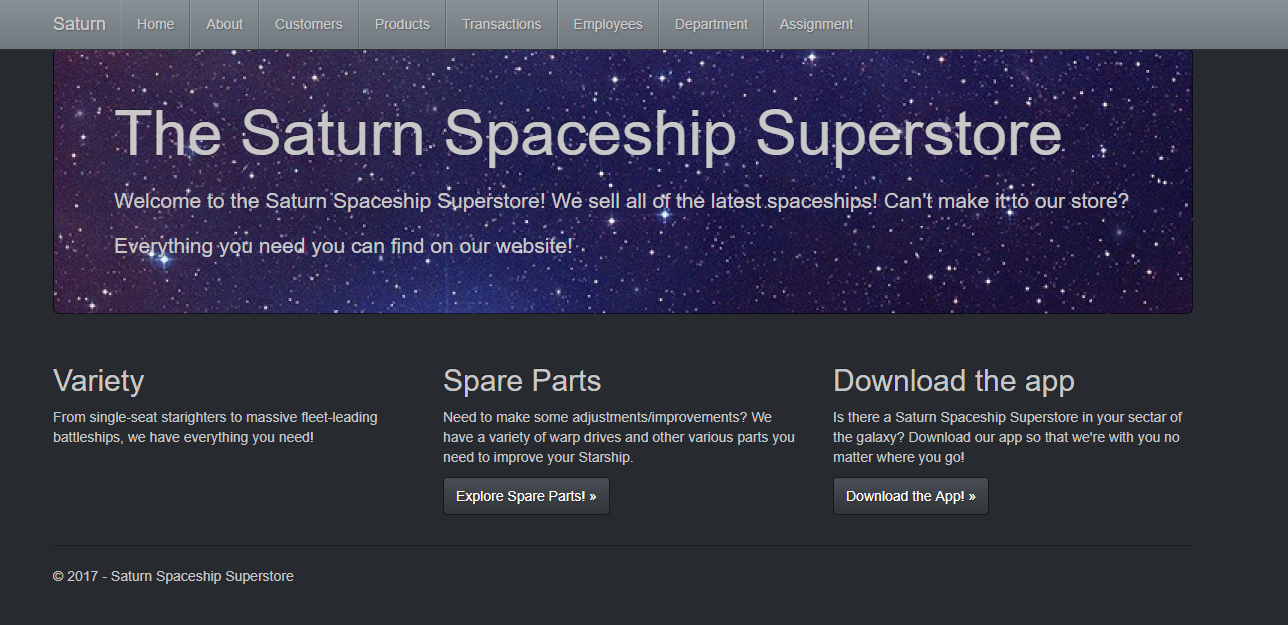 Saturn Home About Customers Products Transactions Employees Department Assignment
The Saturn Spaceship Superstore
Welcome to the Saturn Spaceship Superstore! We sell all of the latest spaceships! Can't make it to our store?
Everything you need you can find on our website!
Variety
From single-seat starighters to massive fleet-leading
battleships, we have everything you need!
Spare Parts
Need to make some adjustments/improvements? We
have a variety of warp drives and other various parts you
need to improve your Starship.
Explore Spare Parts! »
Download the app
Is there a Saturn Spaceship Superstore in your sectar of
the galaxy? Download our app so that we're with you no
matter where you go!
Download the App! »
© 2017 - Saturn Spaceship Superstore